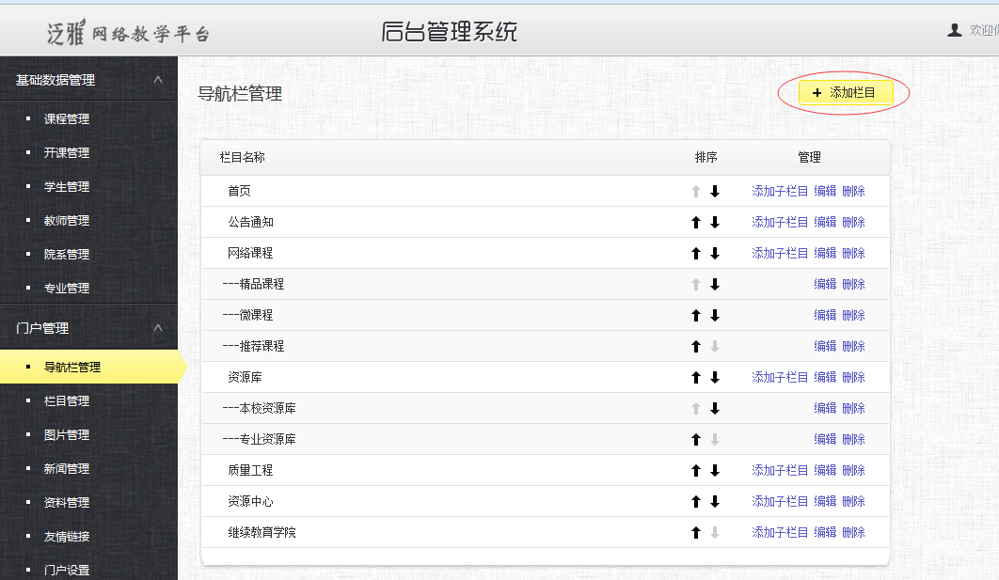 泛雅 网络教学平台
后台管理系统
欢迎
基础数据管理
课程管理
开课管理
学生管理
教师管理
院系管理
专业管理
门户管理
导航栏管理
栏目管理
图片管理
新闻管理
资料管理
友情链接
门户设置
导航栏管理
+ 添加栏目
栏目名称 排序 管理
首页 添加子栏目 编辑 删除
公告通知 添加子栏目 编辑 删除
网络课程 添加子栏目 编辑 删除
---精品课程 编辑 删除
---微课程 编辑 删除
---推荐课程 编辑 删除
资源库 添加子栏目 编辑 删除
---本校资源库 编辑 删除
---专业资源库 编辑 删除
质量工程 添加子栏目 编辑 删除
资源中心 添加子栏目 编辑 删除
继续教育学院 添加子栏目 编辑 删除